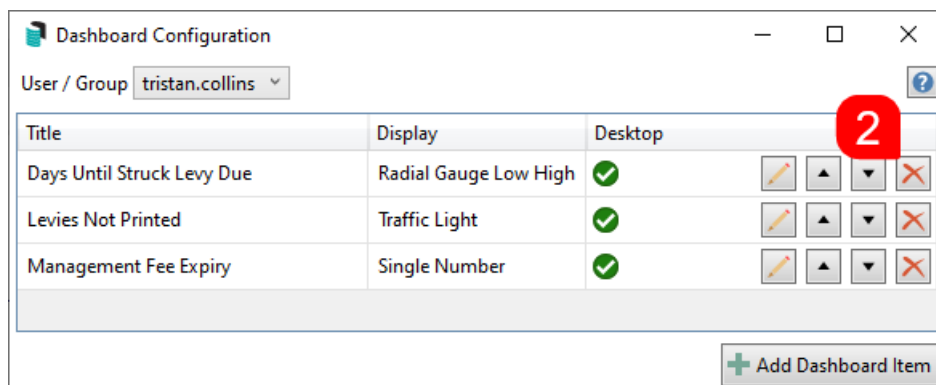 Dashboard Configuration
User / Group tristan.collins
?
2
Title Display Desktop
Days Until Struck Levy Due Radial Gauge Low High
Levies Not Printed Traffic Light
Management Fee Expiry Single Number
Add Dashboard Item